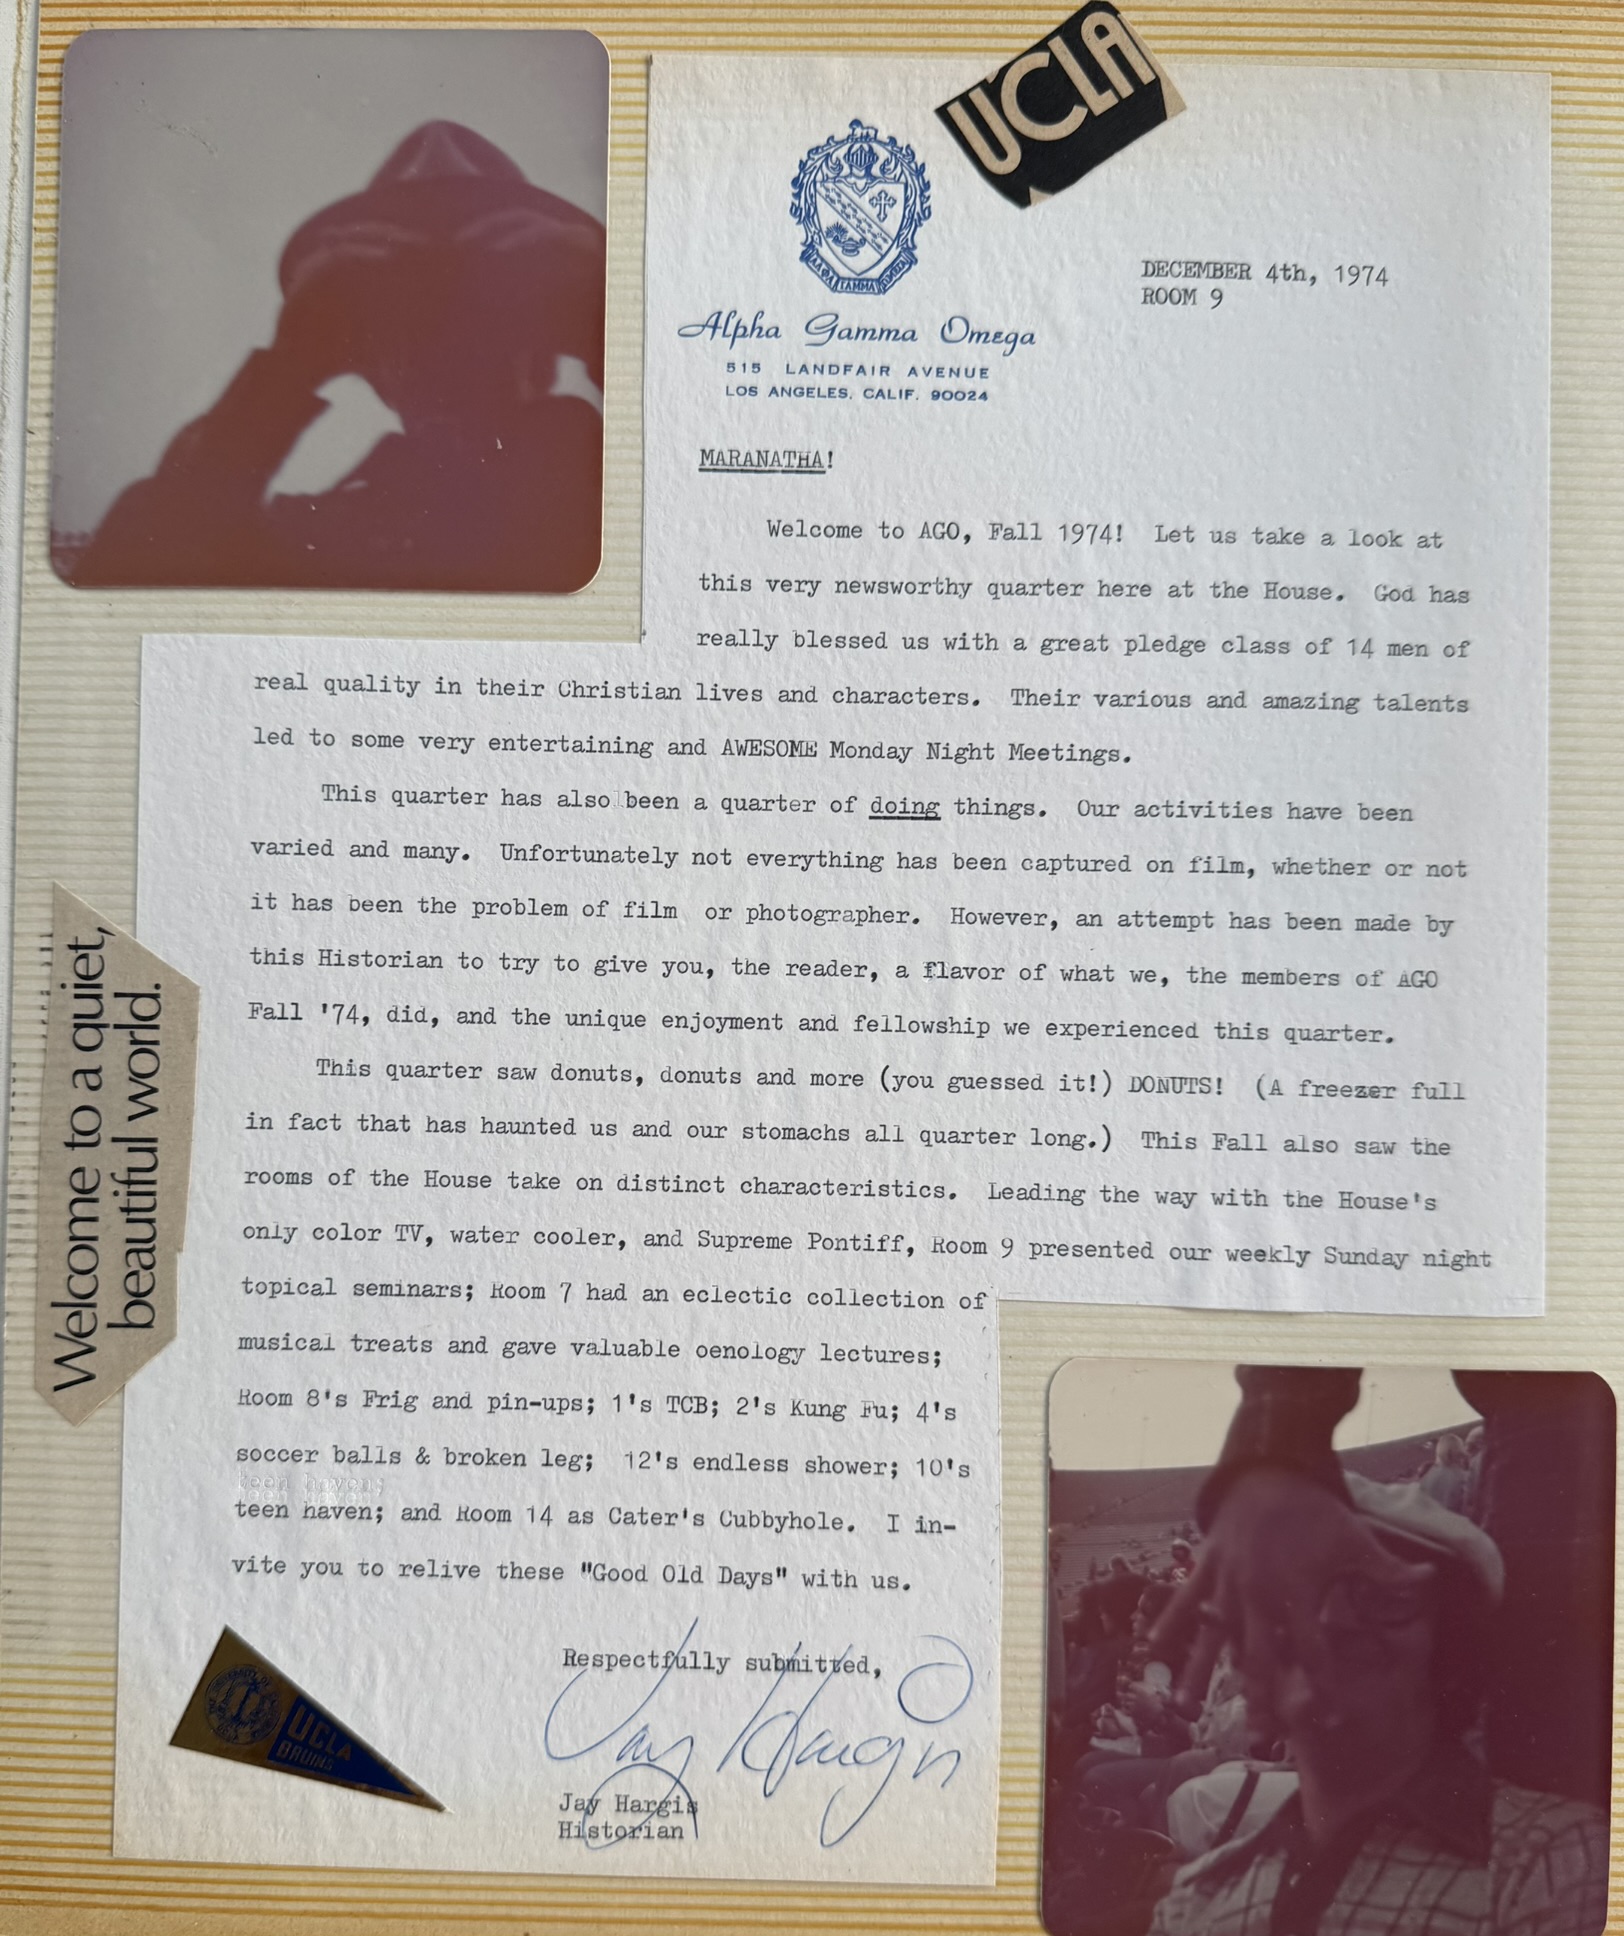 UCLA
DECEMBER 4th, 1974
ROOM 9
Alpha Gamma Omega
515 LANDFAIR AVENUE
LOS ANGELES, CALIF. 90024
MARANATHA!
Welcome to AGO, Fall 1974! Let us take a look at
this very newsworthy quarter here at the House. God has
really blessed us with a great pledge class of 14 men of
real quality in their Christian lives and characters. Their various and amazing talents
led to some very entertaining and AWESOME Monday Night Meetings.
This quarter has also been a quarter of doing things. Our activities have been
varied and many. Unfortunately not everything has been captured on film, whether or not
it has been the problem of film or photographer. However, an attempt has been made by
this Historian to try to give you, the reader, a flavor of what we, the members of AGO
Fall '74, did, and the unique enjoyment and fellowship we experienced this quarter.
This quarter saw donuts, donuts and more (you guessed it!) DONUTS! (A freezer full
in fact that has haunted us and our stomachs all quarter long.) This Fall also saw the
rooms of the House take on distinct characteristics. Leading the way with the House's
only color TV, water cooler, and Supreme Pontiff, Room 9 presented our weekly Sunday night
topical seminars; Room 7 had an eclectic collection of
musical treats and gave valuable oenology lectures;
Room 8's Frig and pin-ups; 1's TCB; 2's Kung Fu; 4's
soccer balls & broken leg; 12's endless shower; 10's
teen haven;
teen haven; and Room 14 as Cater's Cubbyhole. I in-
vite you to relive these "Good Old Days" with us.
Respectfully submitted,
Jay Hargis
Jay Hargis
Historian
Welcome to a quiet,
beautiful world.
UCLA
BRUINS